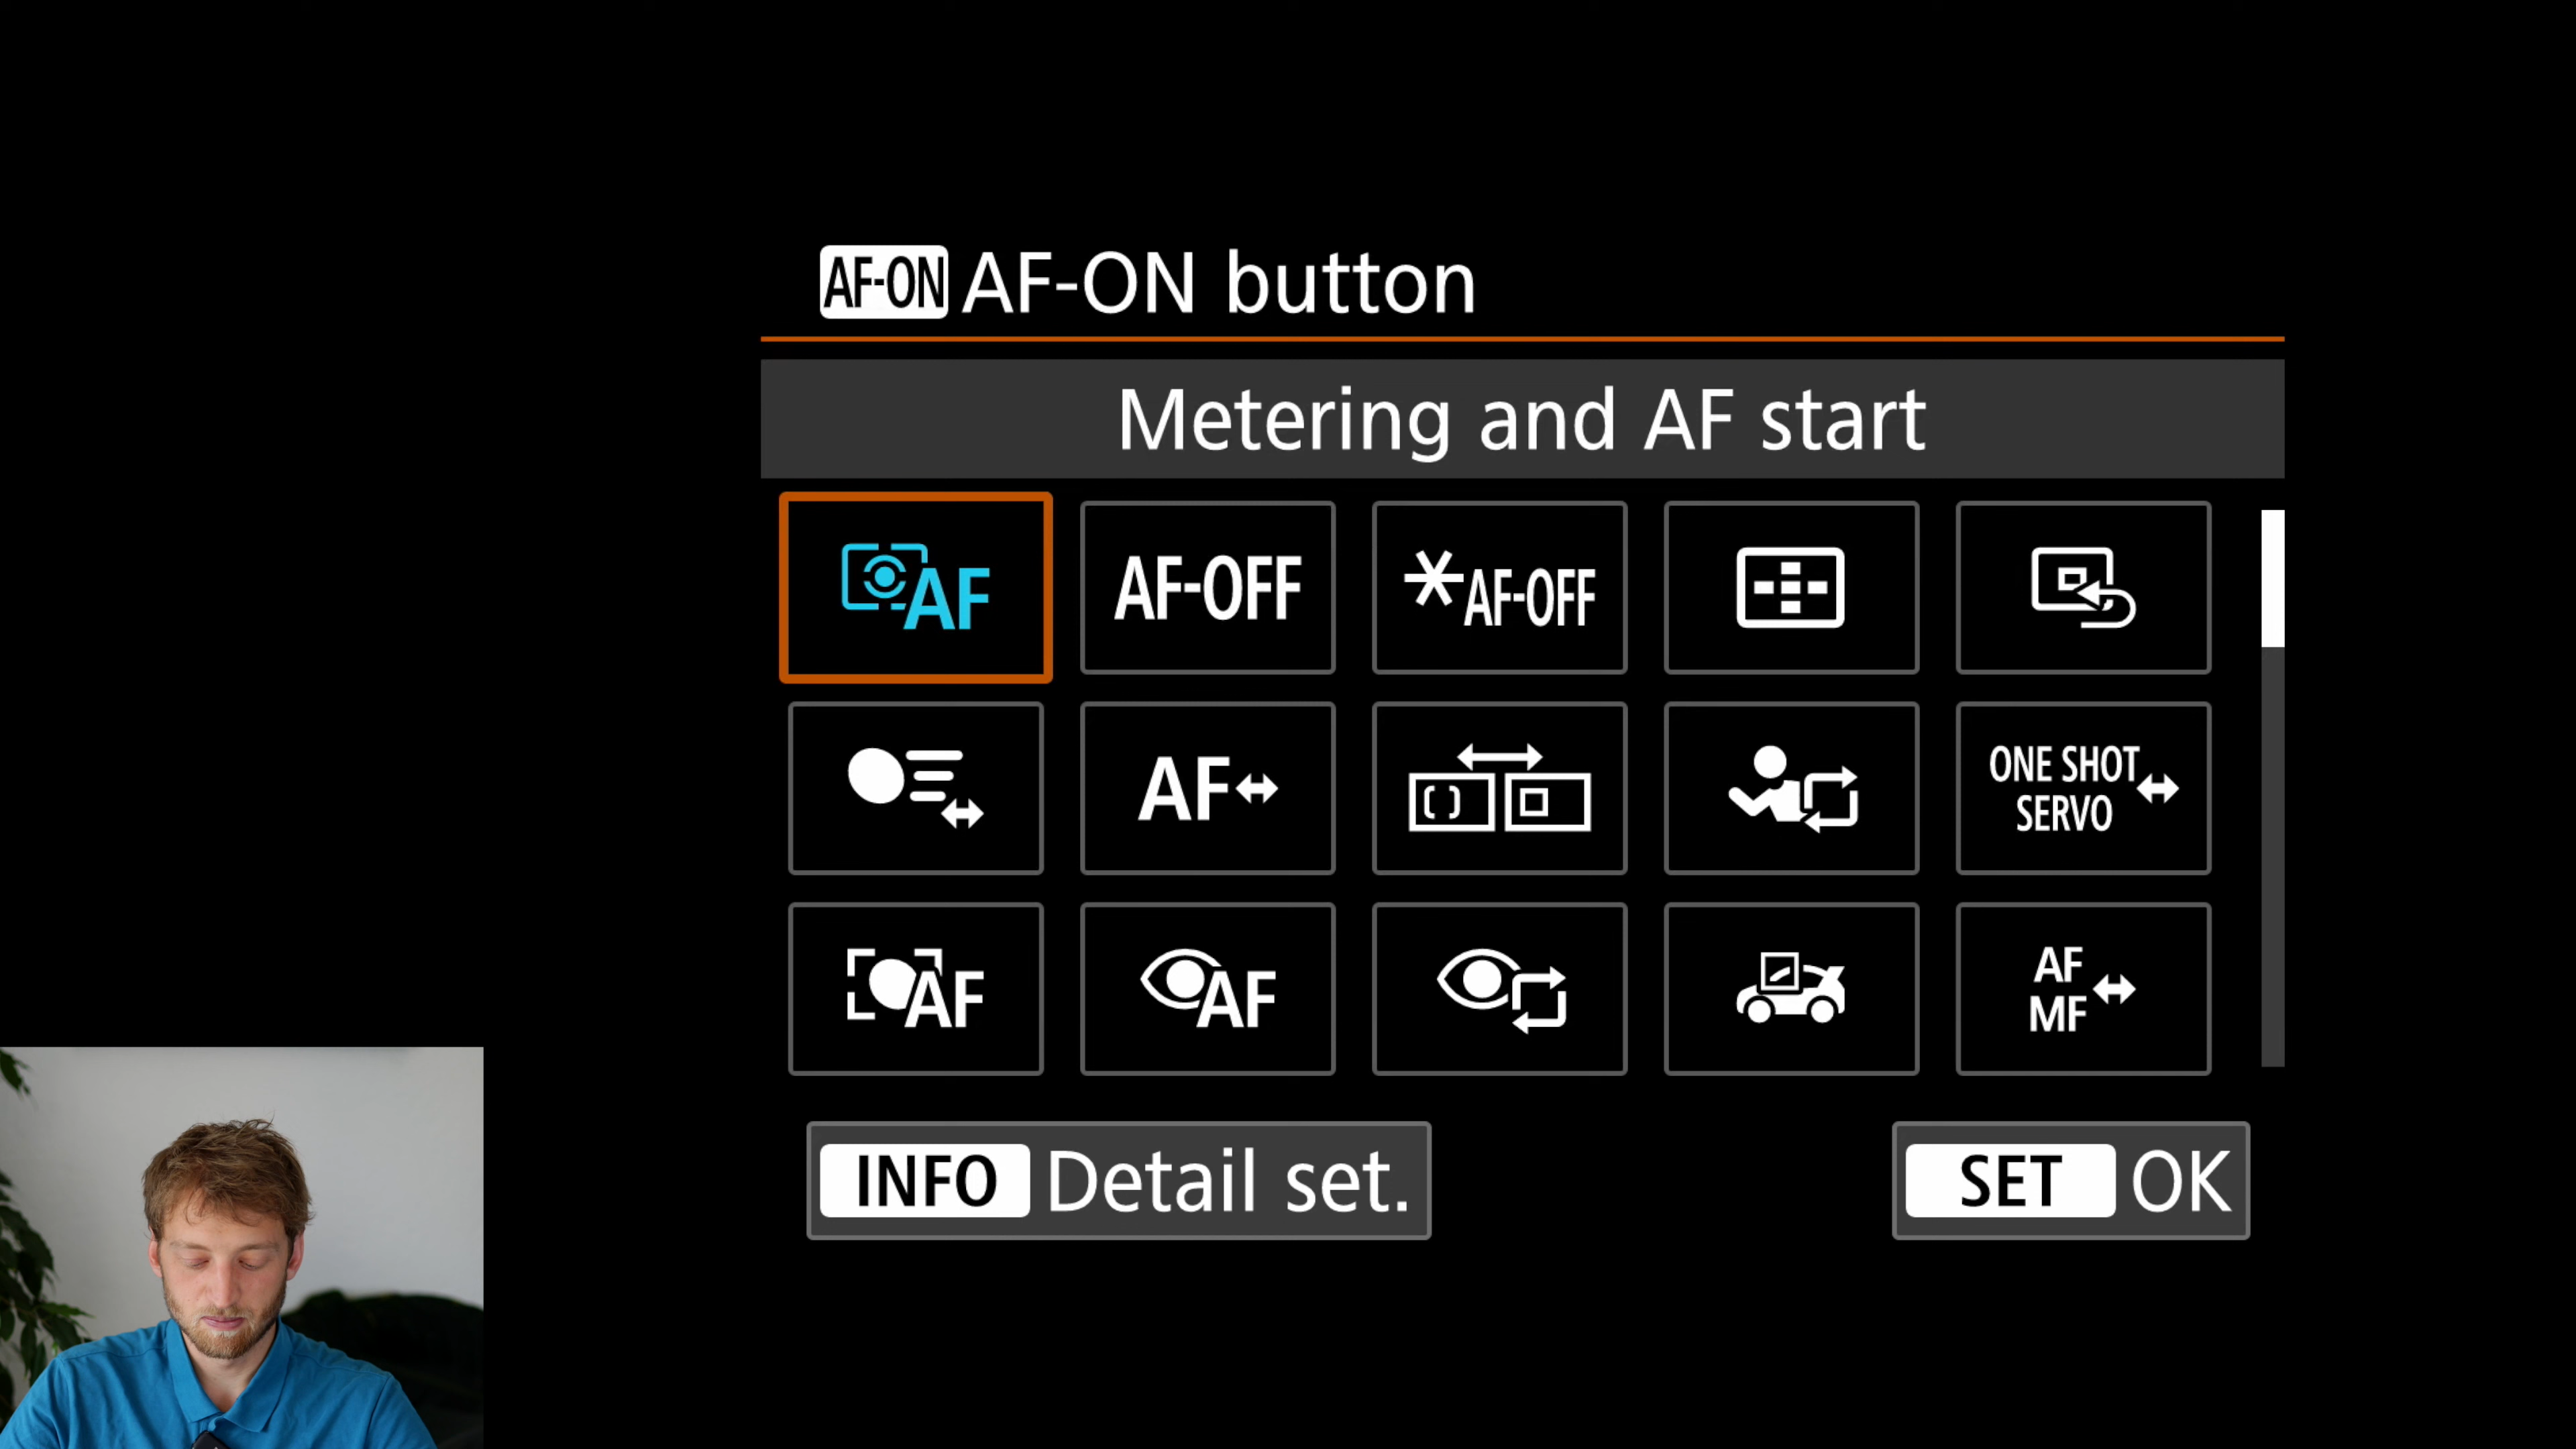 AF-ON AF-ON button
Metering and AF start
AF AF-OFF *AF-OFF
AF ONE SHOT
SERVO
AF AF AF
MF
INFO Detail set. SET OK